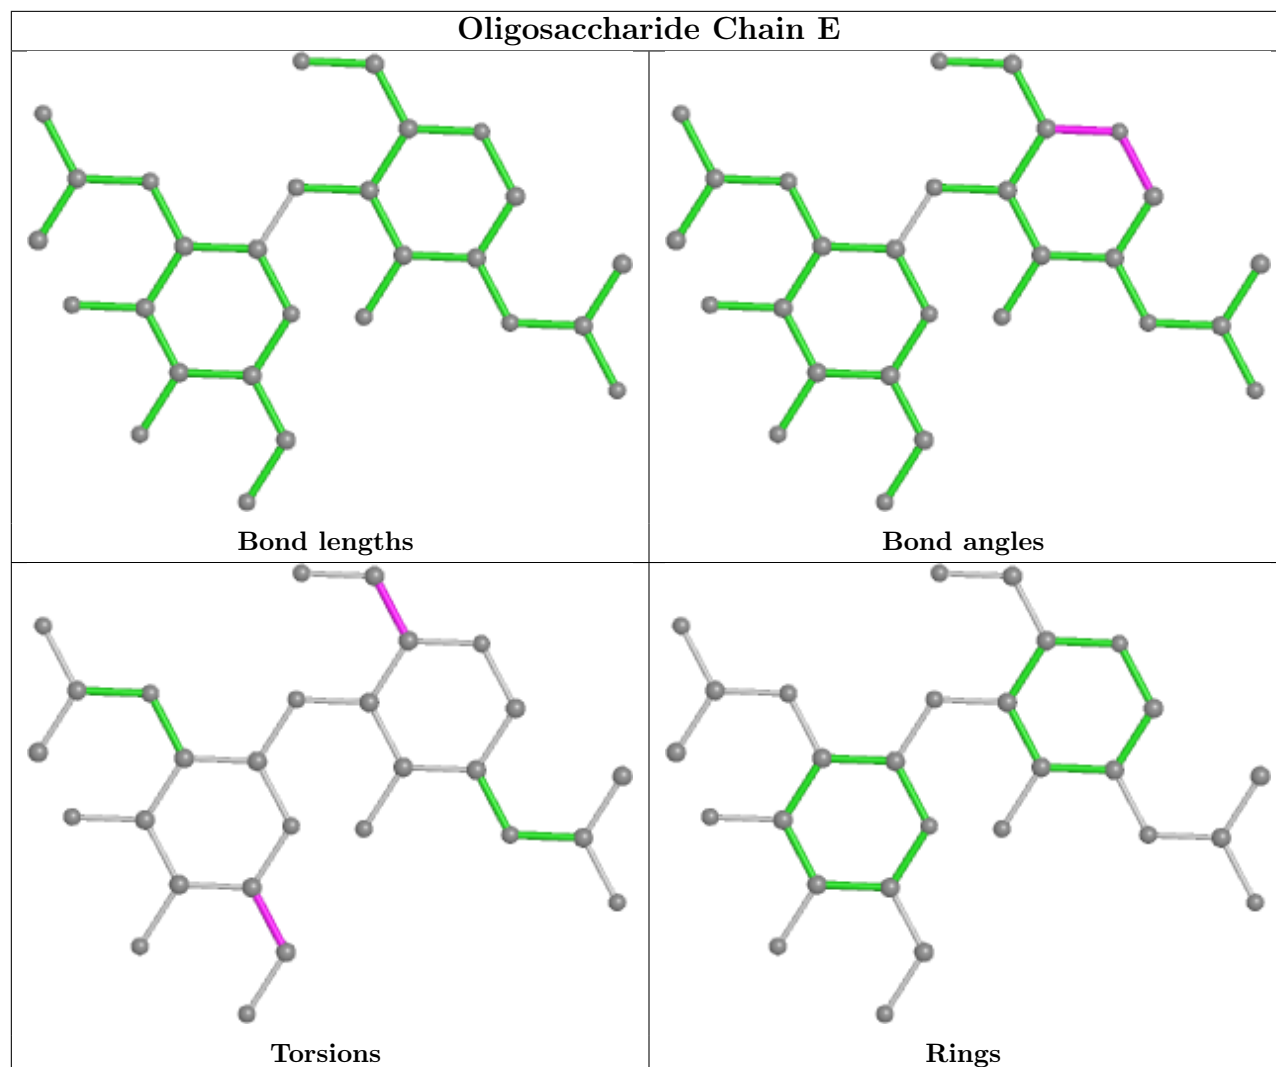 Oligosaccharide Chain E
Bond lengths
Bond angles
Torsions
Rings